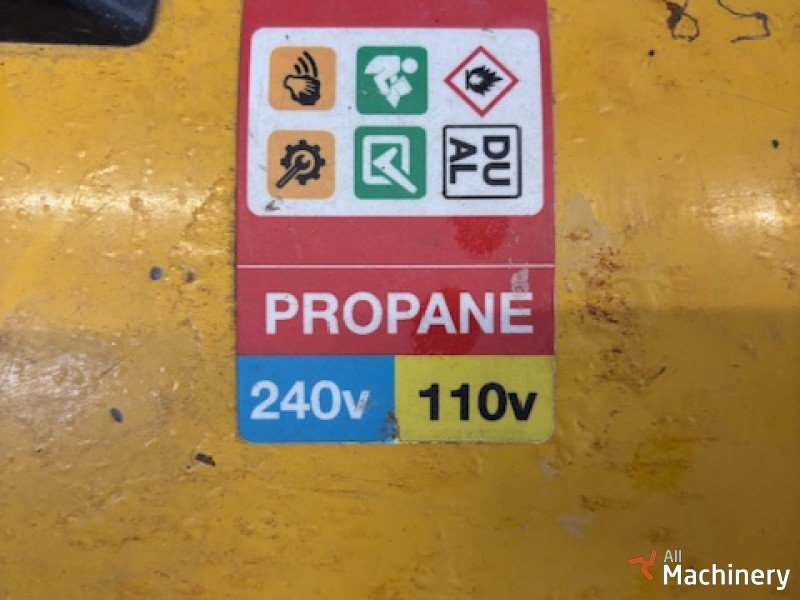 DU
AL
PROPANE
240v 110v
All
Machinery